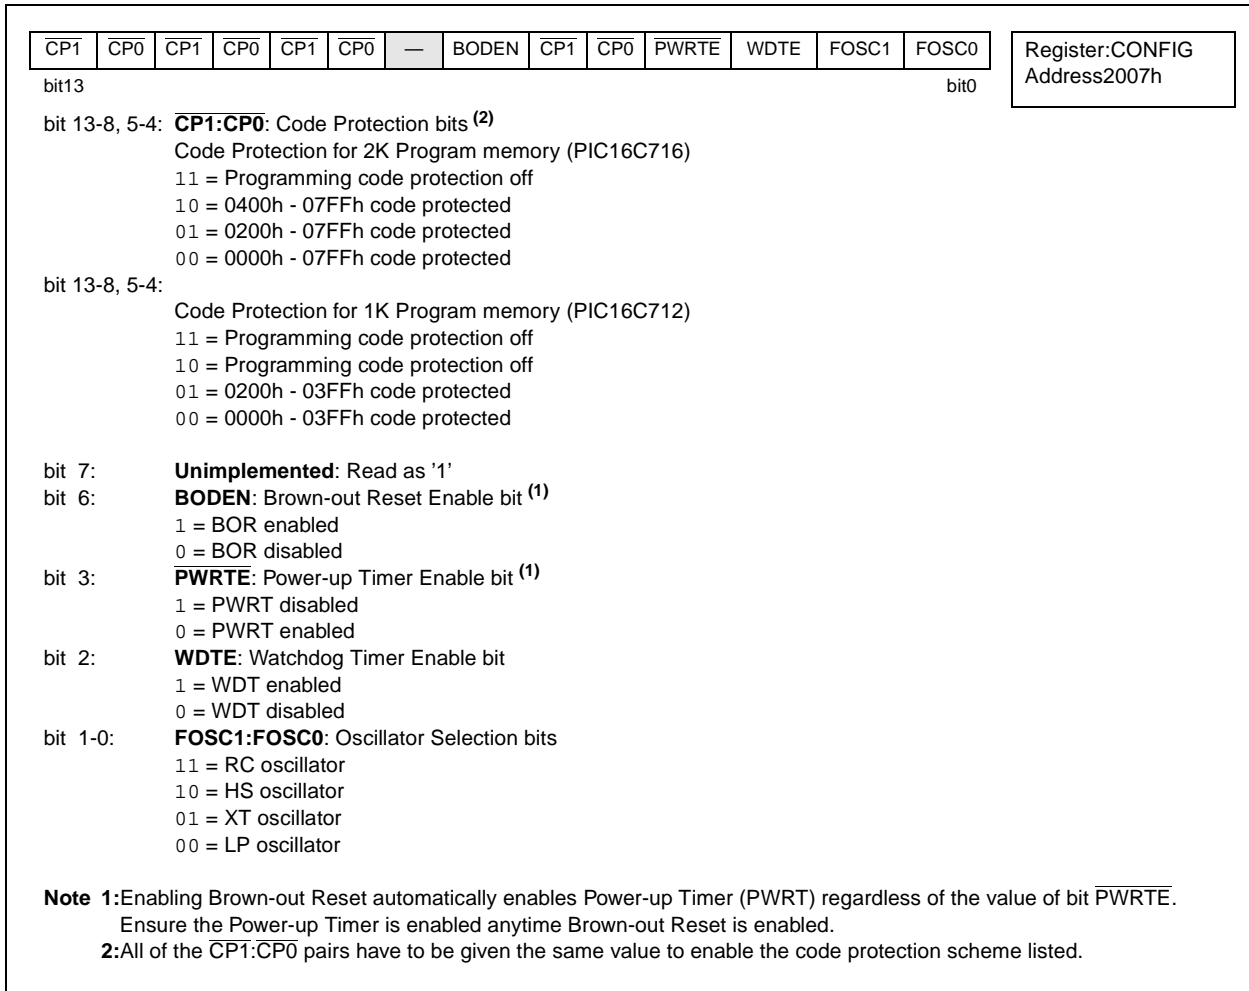 CP1 CP0 CP1 CP0 CP1 CP0 — BODEN CP1 CP0 PWRTE WDTE FOSC1 FOSC0
Register:CONFIG
Address2007h
bit13 bit0
bit 13-8, 5-4: CP1:CP0: Code Protection bits (2)
Code Protection for 2K Program memory (PIC16C716)
11 = Programming code protection off
10 = 0400h - 07FFh code protected
01 = 0200h - 07FFh code protected
00 = 0000h - 07FFh code protected
bit 13-8, 5-4:
Code Protection for 1K Program memory (PIC16C712)
11 = Programming code protection off
10 = Programming code protection off
01 = 0200h - 03FFh code protected
00 = 0000h - 03FFh code protected
bit 7: Unimplemented: Read as '1'
bit 6: BODEN: Brown-out Reset Enable bit (1)
1 = BOR enabled
0 = BOR disabled
bit 3: PWRTE: Power-up Timer Enable bit (1)
1 = PWRT disabled
0 = PWRT enabled
bit 2: WDTE: Watchdog Timer Enable bit
1 = WDT enabled
0 = WDT disabled
bit 1-0: FOSC1:FOSC0: Oscillator Selection bits
11 = RC oscillator
10 = HS oscillator
01 = XT oscillator
00 = LP oscillator
Note 1:Enabling Brown-out Reset automatically enables Power-up Timer (PWRT) regardless of the value of bit PWRTE.
Ensure the Power-up Timer is enabled anytime Brown-out Reset is enabled.
2:All of the CP1:CP0 pairs have to be given the same value to enable the code protection scheme listed.